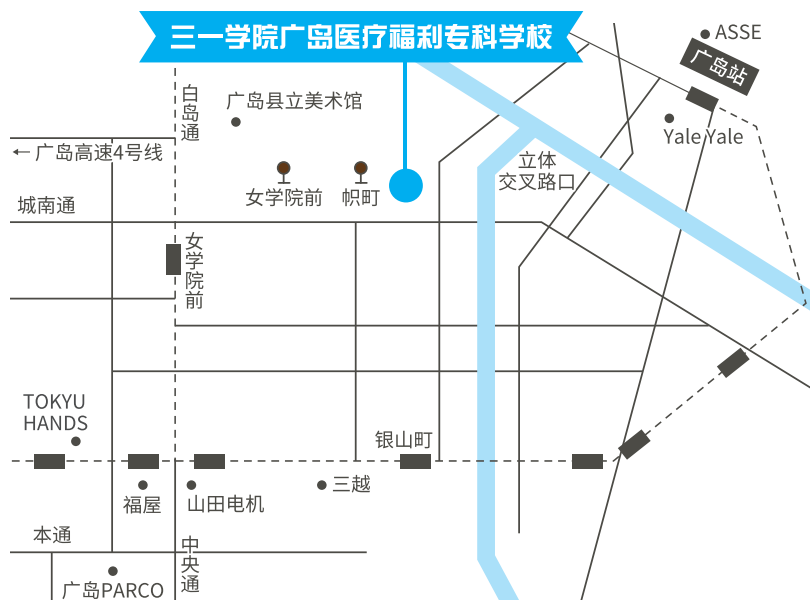 三一学院广岛医疗福利专科学校
ASSE
广岛站
白岛通
广岛县立美术馆
Yale Yale
←广岛高速4号线
立体
交叉路口
女学院前
帜町
城南通
女学院前
TOKYU
HANDS
银山町
福屋
山田电机
三越
本通
中央通
广岛PARCO